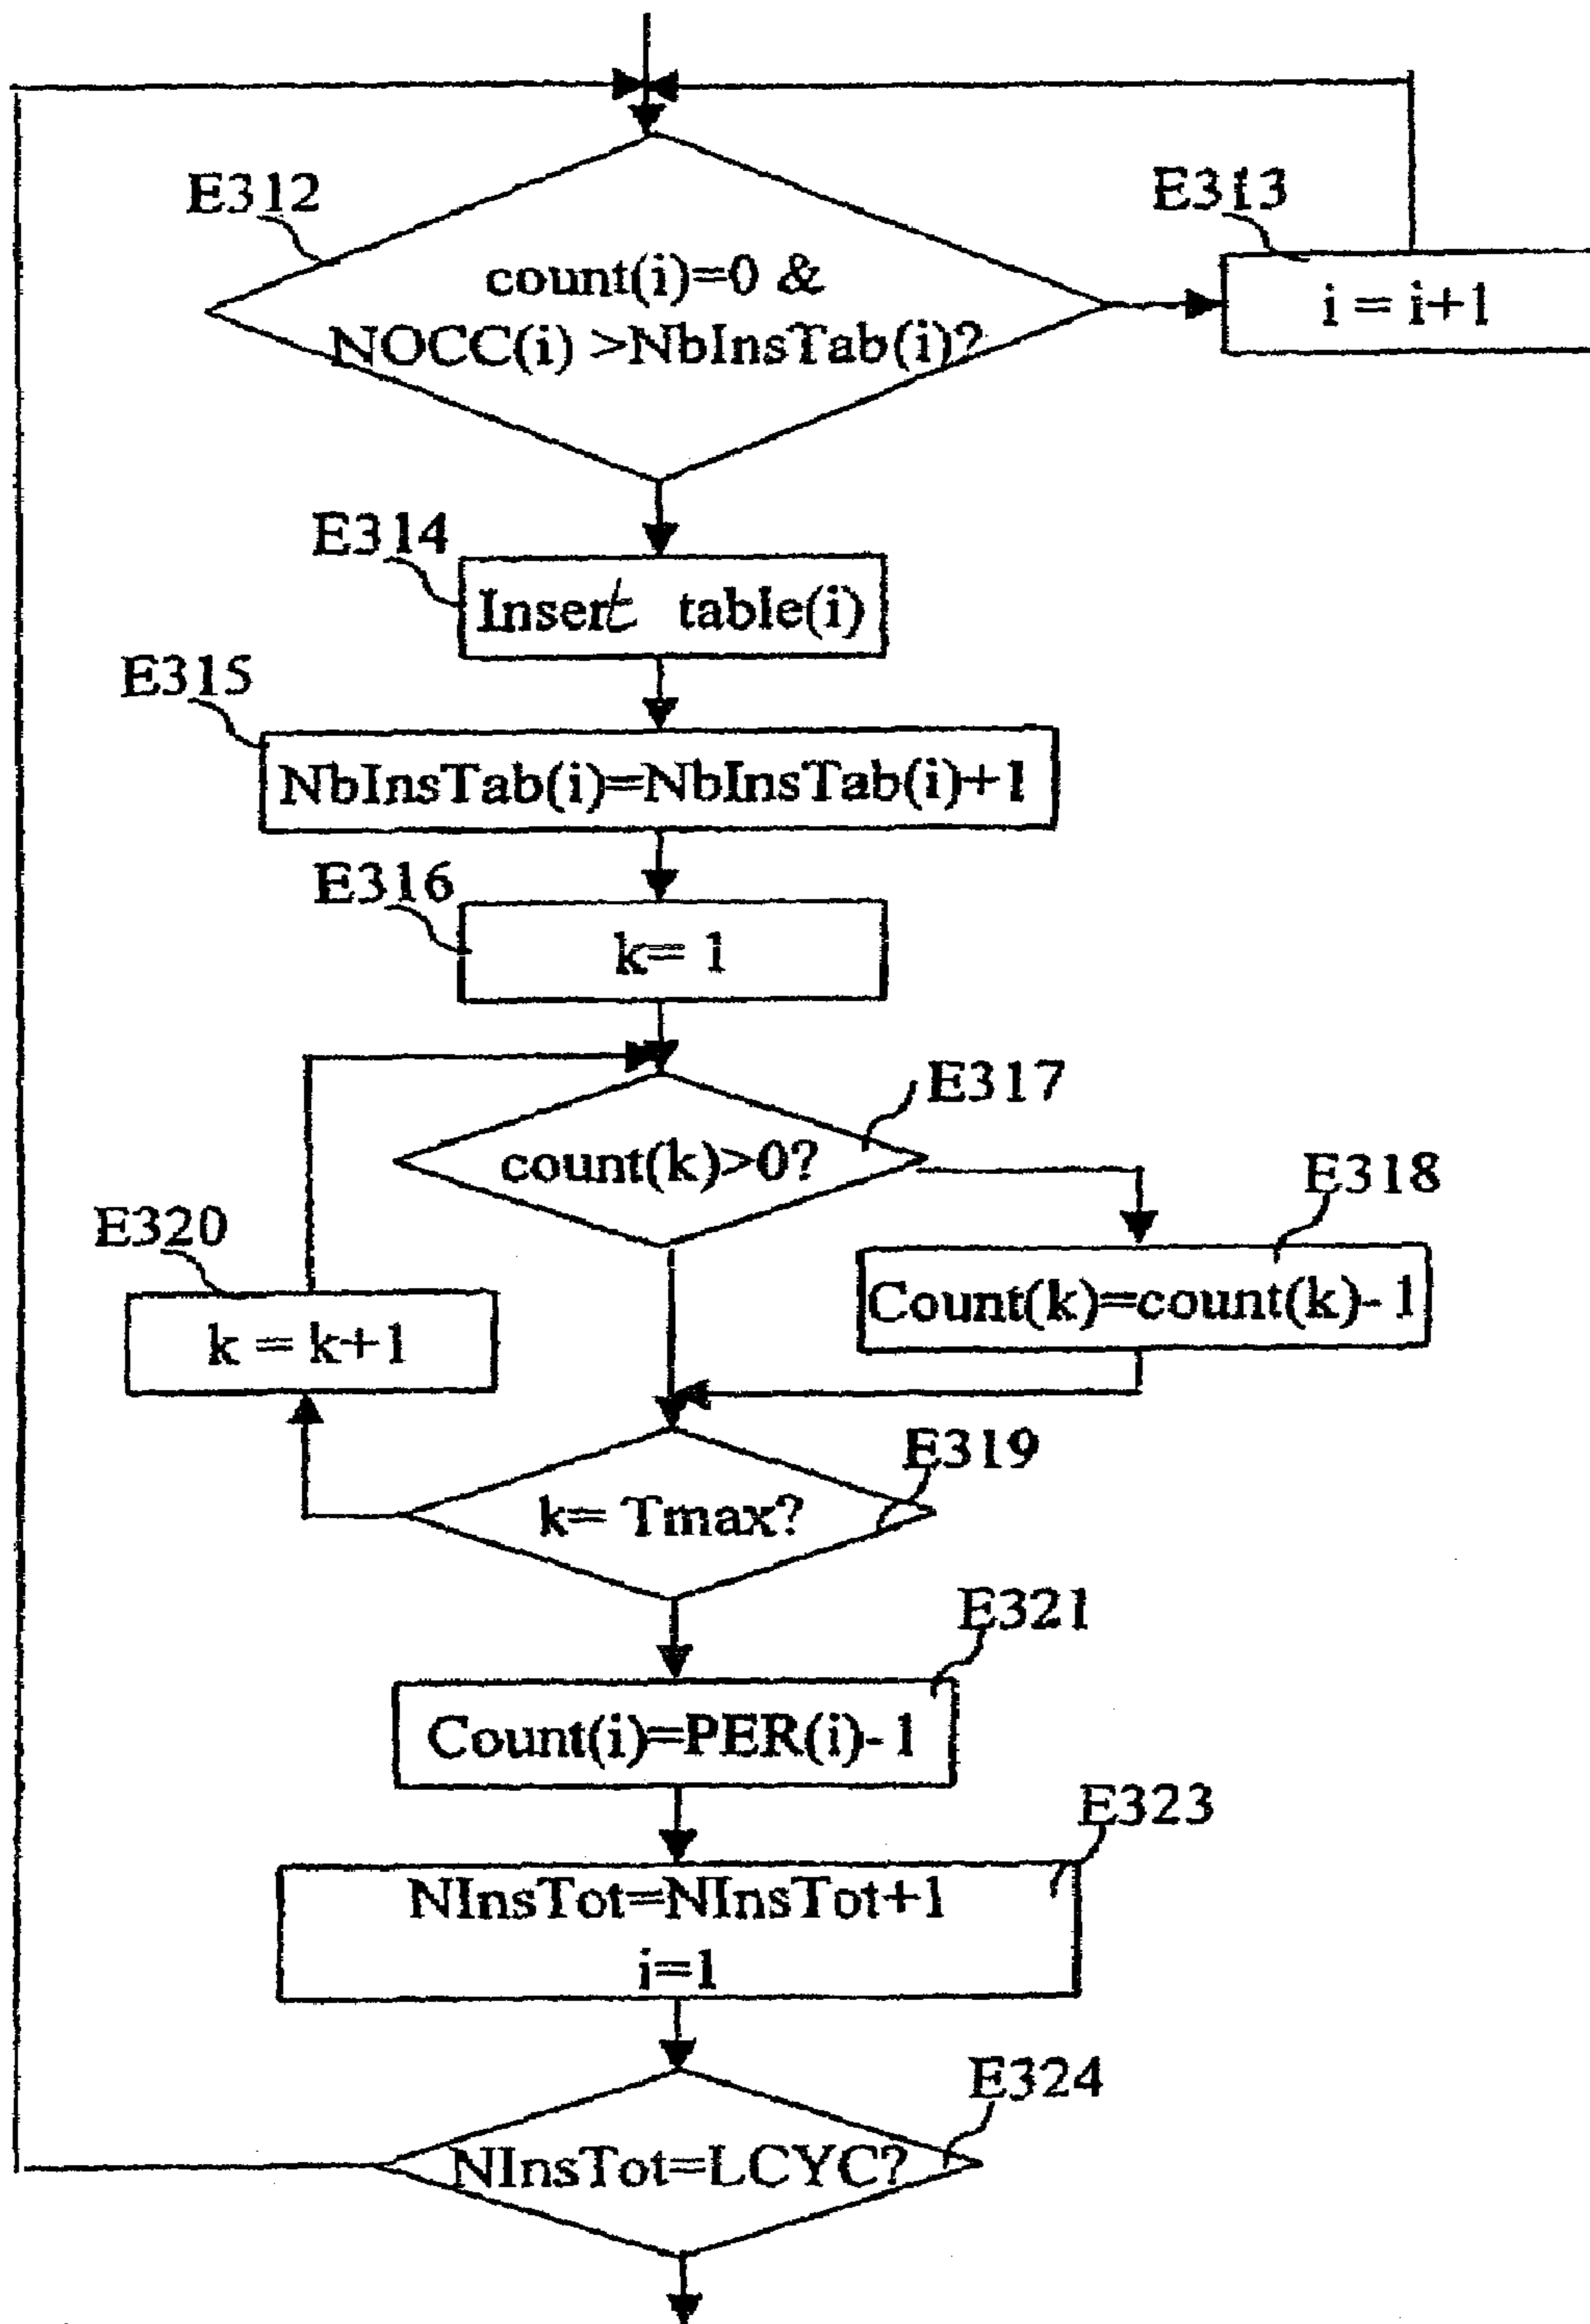 E312
E313
count(i)=0 &
NOCC(i) >NbInsTab(i)?
i = i+1
E314
Insert table(i)
E315
NbInsTab(i)=NbInsTab(i)+1
E316
k= 1
E317
count(k)>0?
E318
E320
Count(k)=count(k)-1
k = k+1
E319
k= Tmax?
E321
Count(i)=PER(i)-1
E323
NInsTot=NInsTot+1
i=1
E324
NInsTot=LCYC?